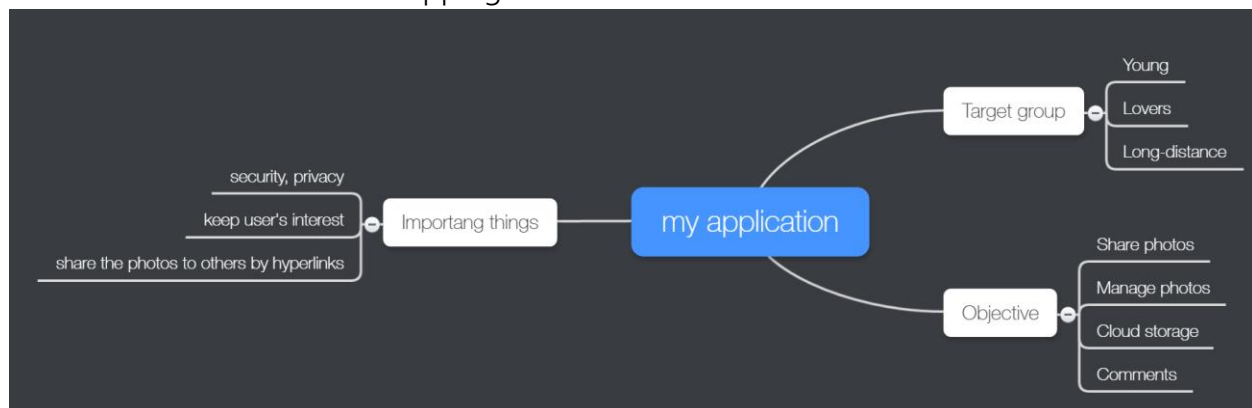 my application
Target group
Young
Lovers
Long-distance
Objective
Share photos
Manage photos
Cloud storage
Comments
Importang things
security, privacy
keep user's interest
share the photos to others by hyperlinks